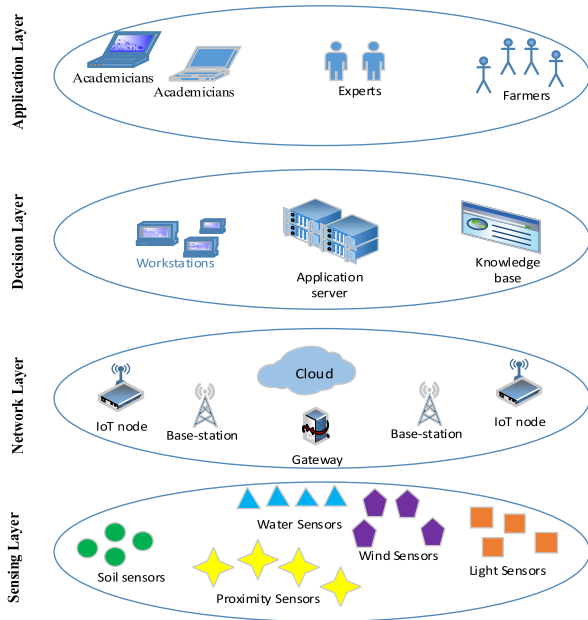 Application Layer
Academicians
Academicians
Experts
Farmers
Decision Layer
Workstations
Application
server
Knowledge
base
Network Layer
Cloud
IoT node
Base-station
Gateway
Base-station
IoT node
Sensing Layer
Water Sensors
Wind Sensors
Soil sensors
Light Sensors
Proximity Sensors